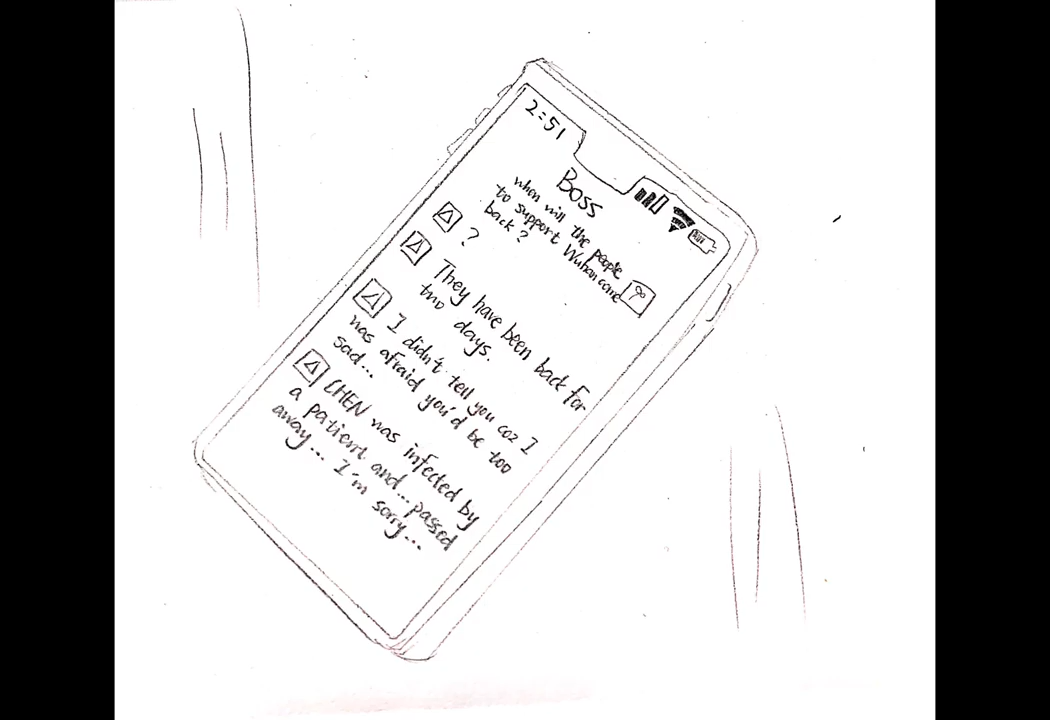 2:51
Boss
when will the people
to support Wuhan come
back?
?
They have been back for
two days.
I didn't tell you coz I
was afraid you'd be too
sad...
CHEN was infected by
a patient and... passed
away... I'm sorry...